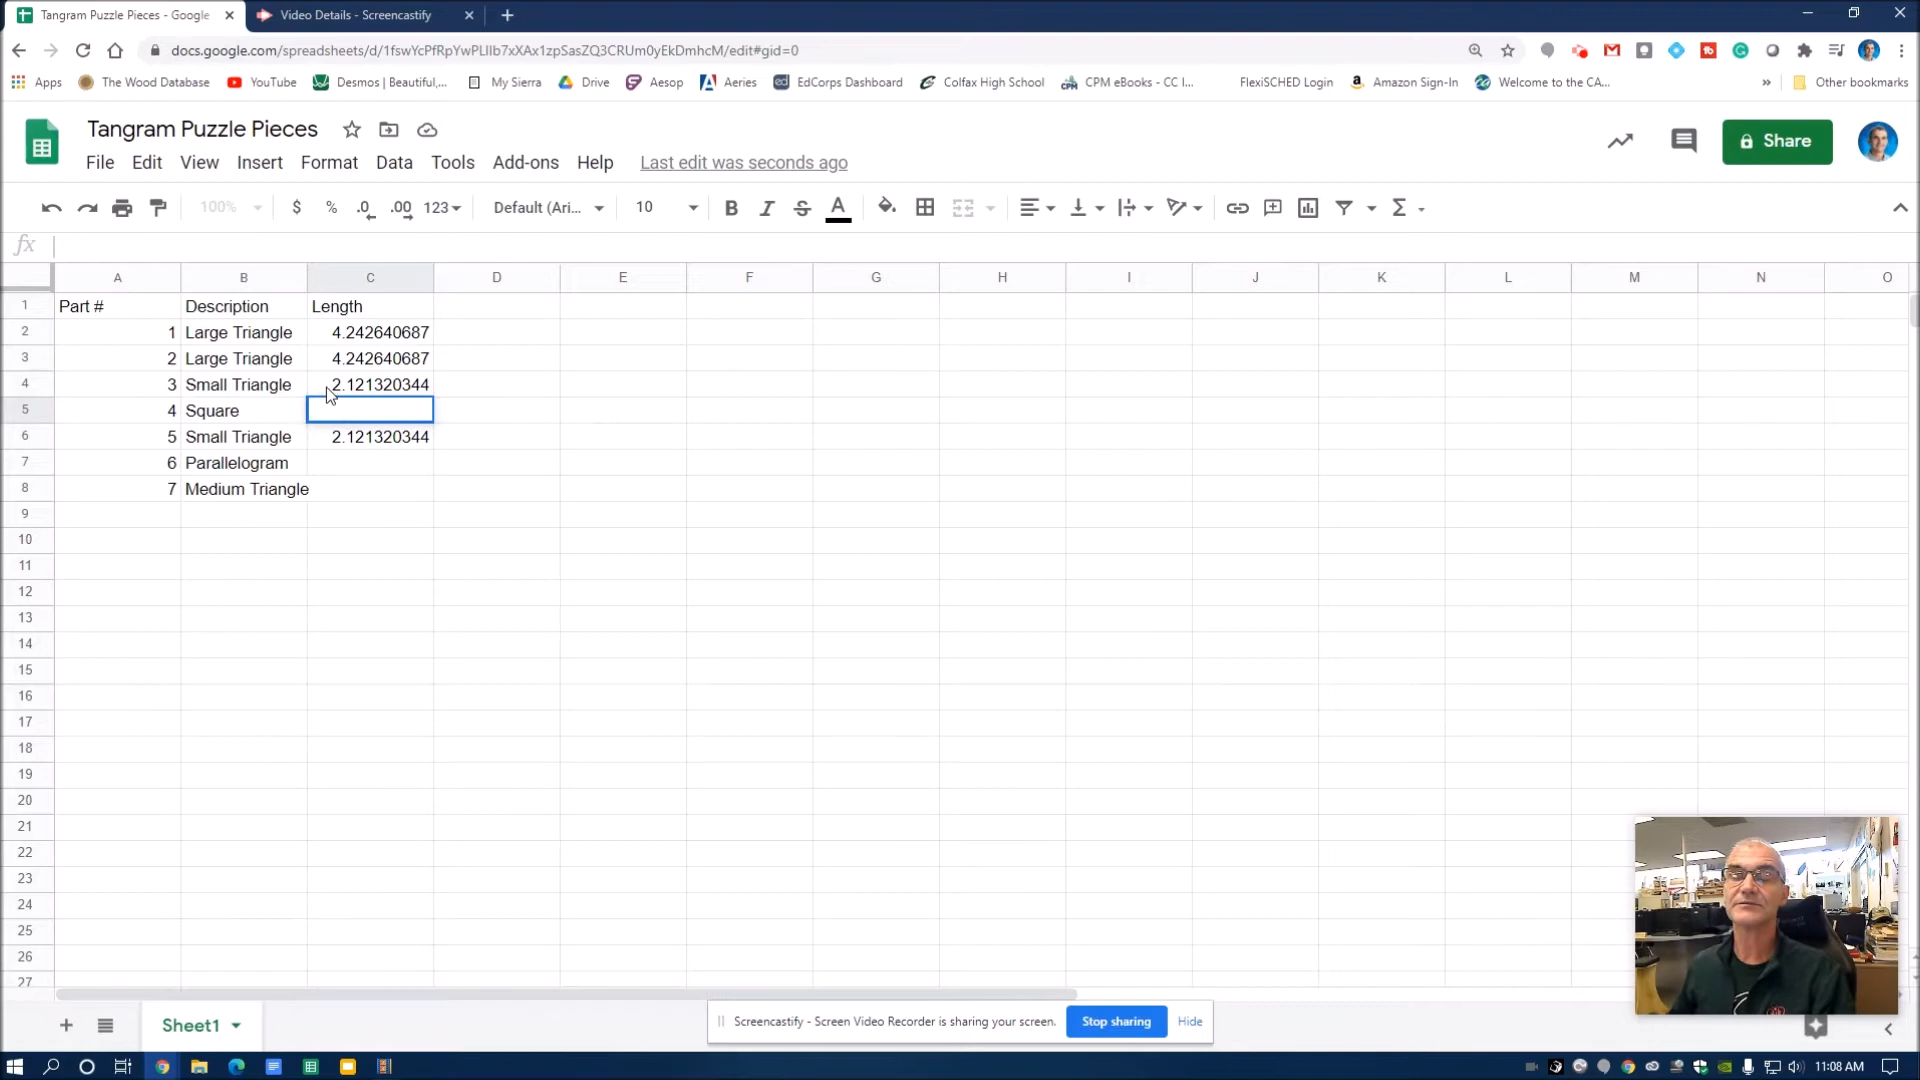 Tangram Puzzle Pieces - Google
Video Details - Screencastify
docs.google.com/spreadsheets/d/1fswYcPfRpYwPLIIb7xXAx1zpSasZQ3CRUm0yEkDmhcM/edit#gid=0
Apps The Wood Database YouTube Desmos | Beautiful,... My Sierra Drive Aesop Aeries EdCorps Dashboard Colfax High School CPM eBooks - CC I... FlexiSCHED Login Amazon Sign-In Welcome to the CA... » Other bookmarks
Tangram Puzzle Pieces
Share
File Edit View Insert Format Data Tools Add-ons Help Last edit was seconds ago
100% $ % .0 .00 123 Default (Ari... 10 B I S A Σ
fx
A B C D E F G H I J K L M N O
1 Part # Description Length
2 1 Large Triangle 4.242640687
3 2 Large Triangle 4.242640687
4 3 Small Triangle 2.121320344
5 4 Square
6 5 Small Triangle 2.121320344
7 6 Parallelogram
8 7 Medium Triangle
9
10
11
12
13
14
15
16
17
18
19
20
21
22
23
24
25
26
27
Sheet1
Screencastify - Screen Video Recorder is sharing your screen. Stop sharing Hide
11:08 AM